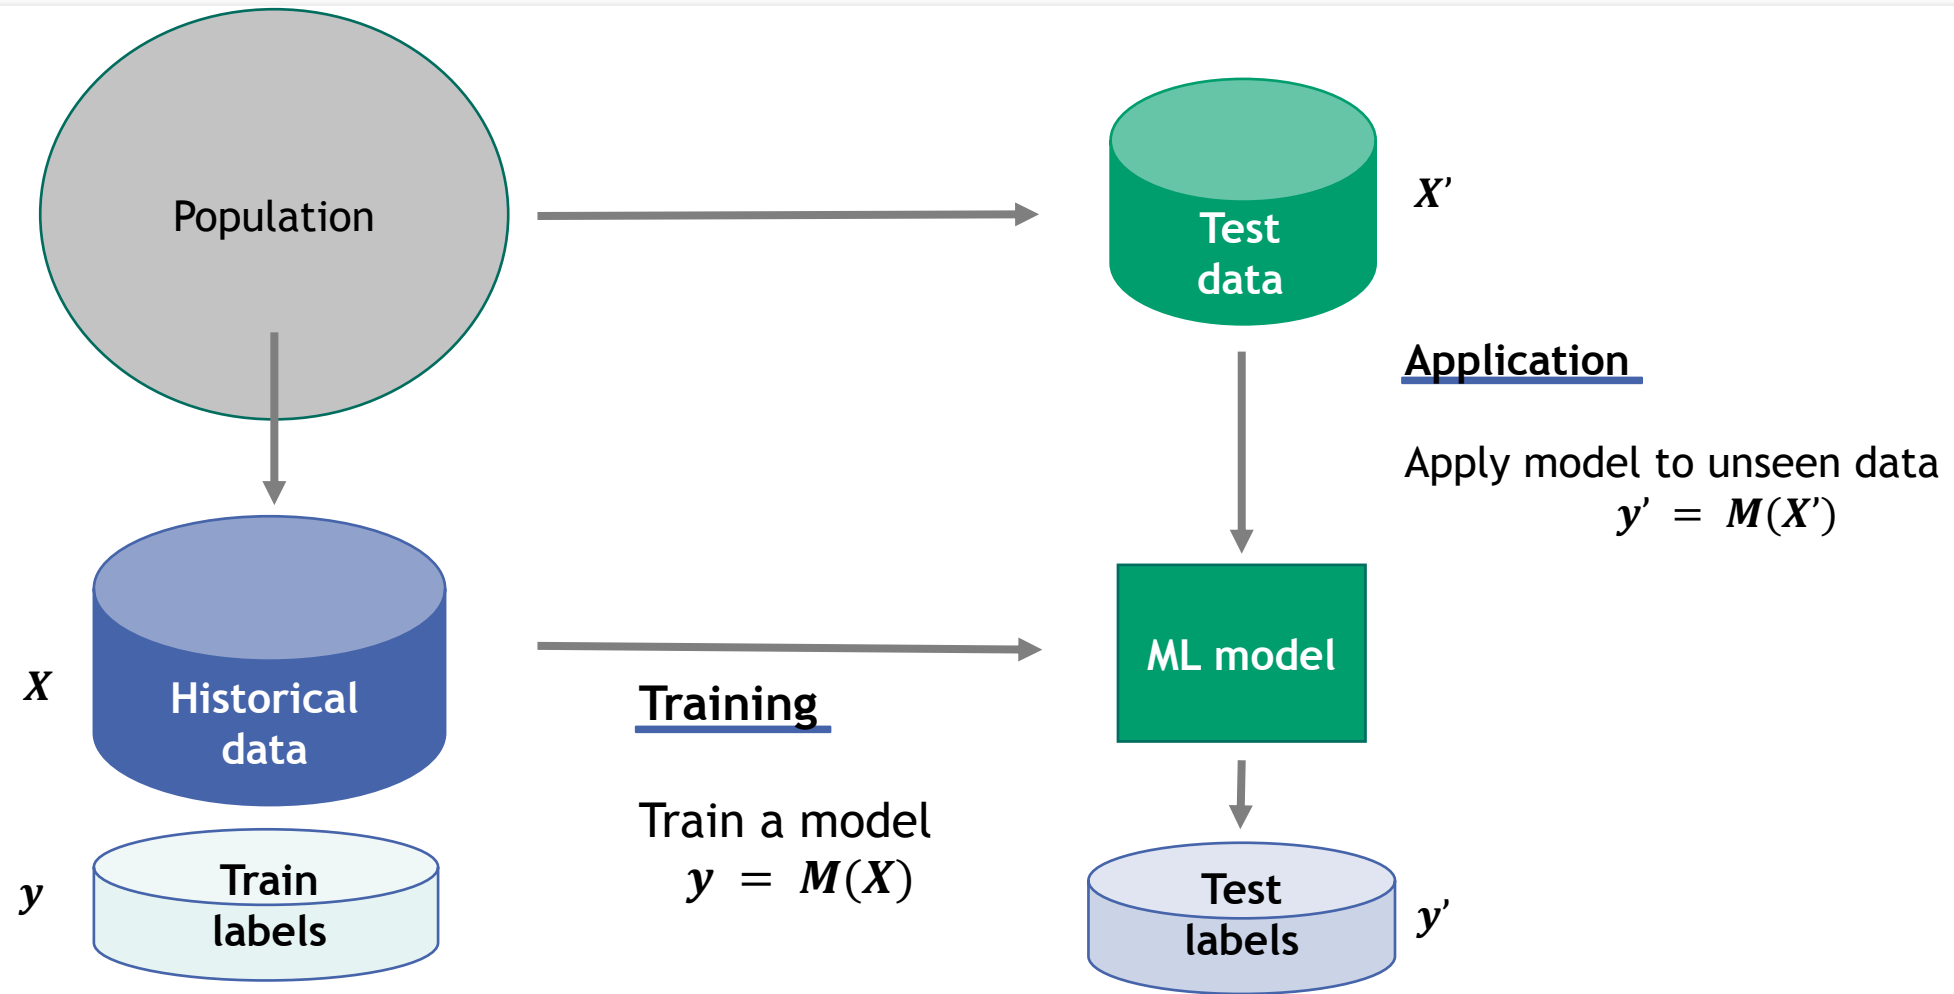 Population
Test
data
X’
Application
Apply model to unseen data
y’ = M(X’)
X
Historical
data
Training
Train a model
y = M(X)
ML model
y
Train
labels
Test
labels
y’